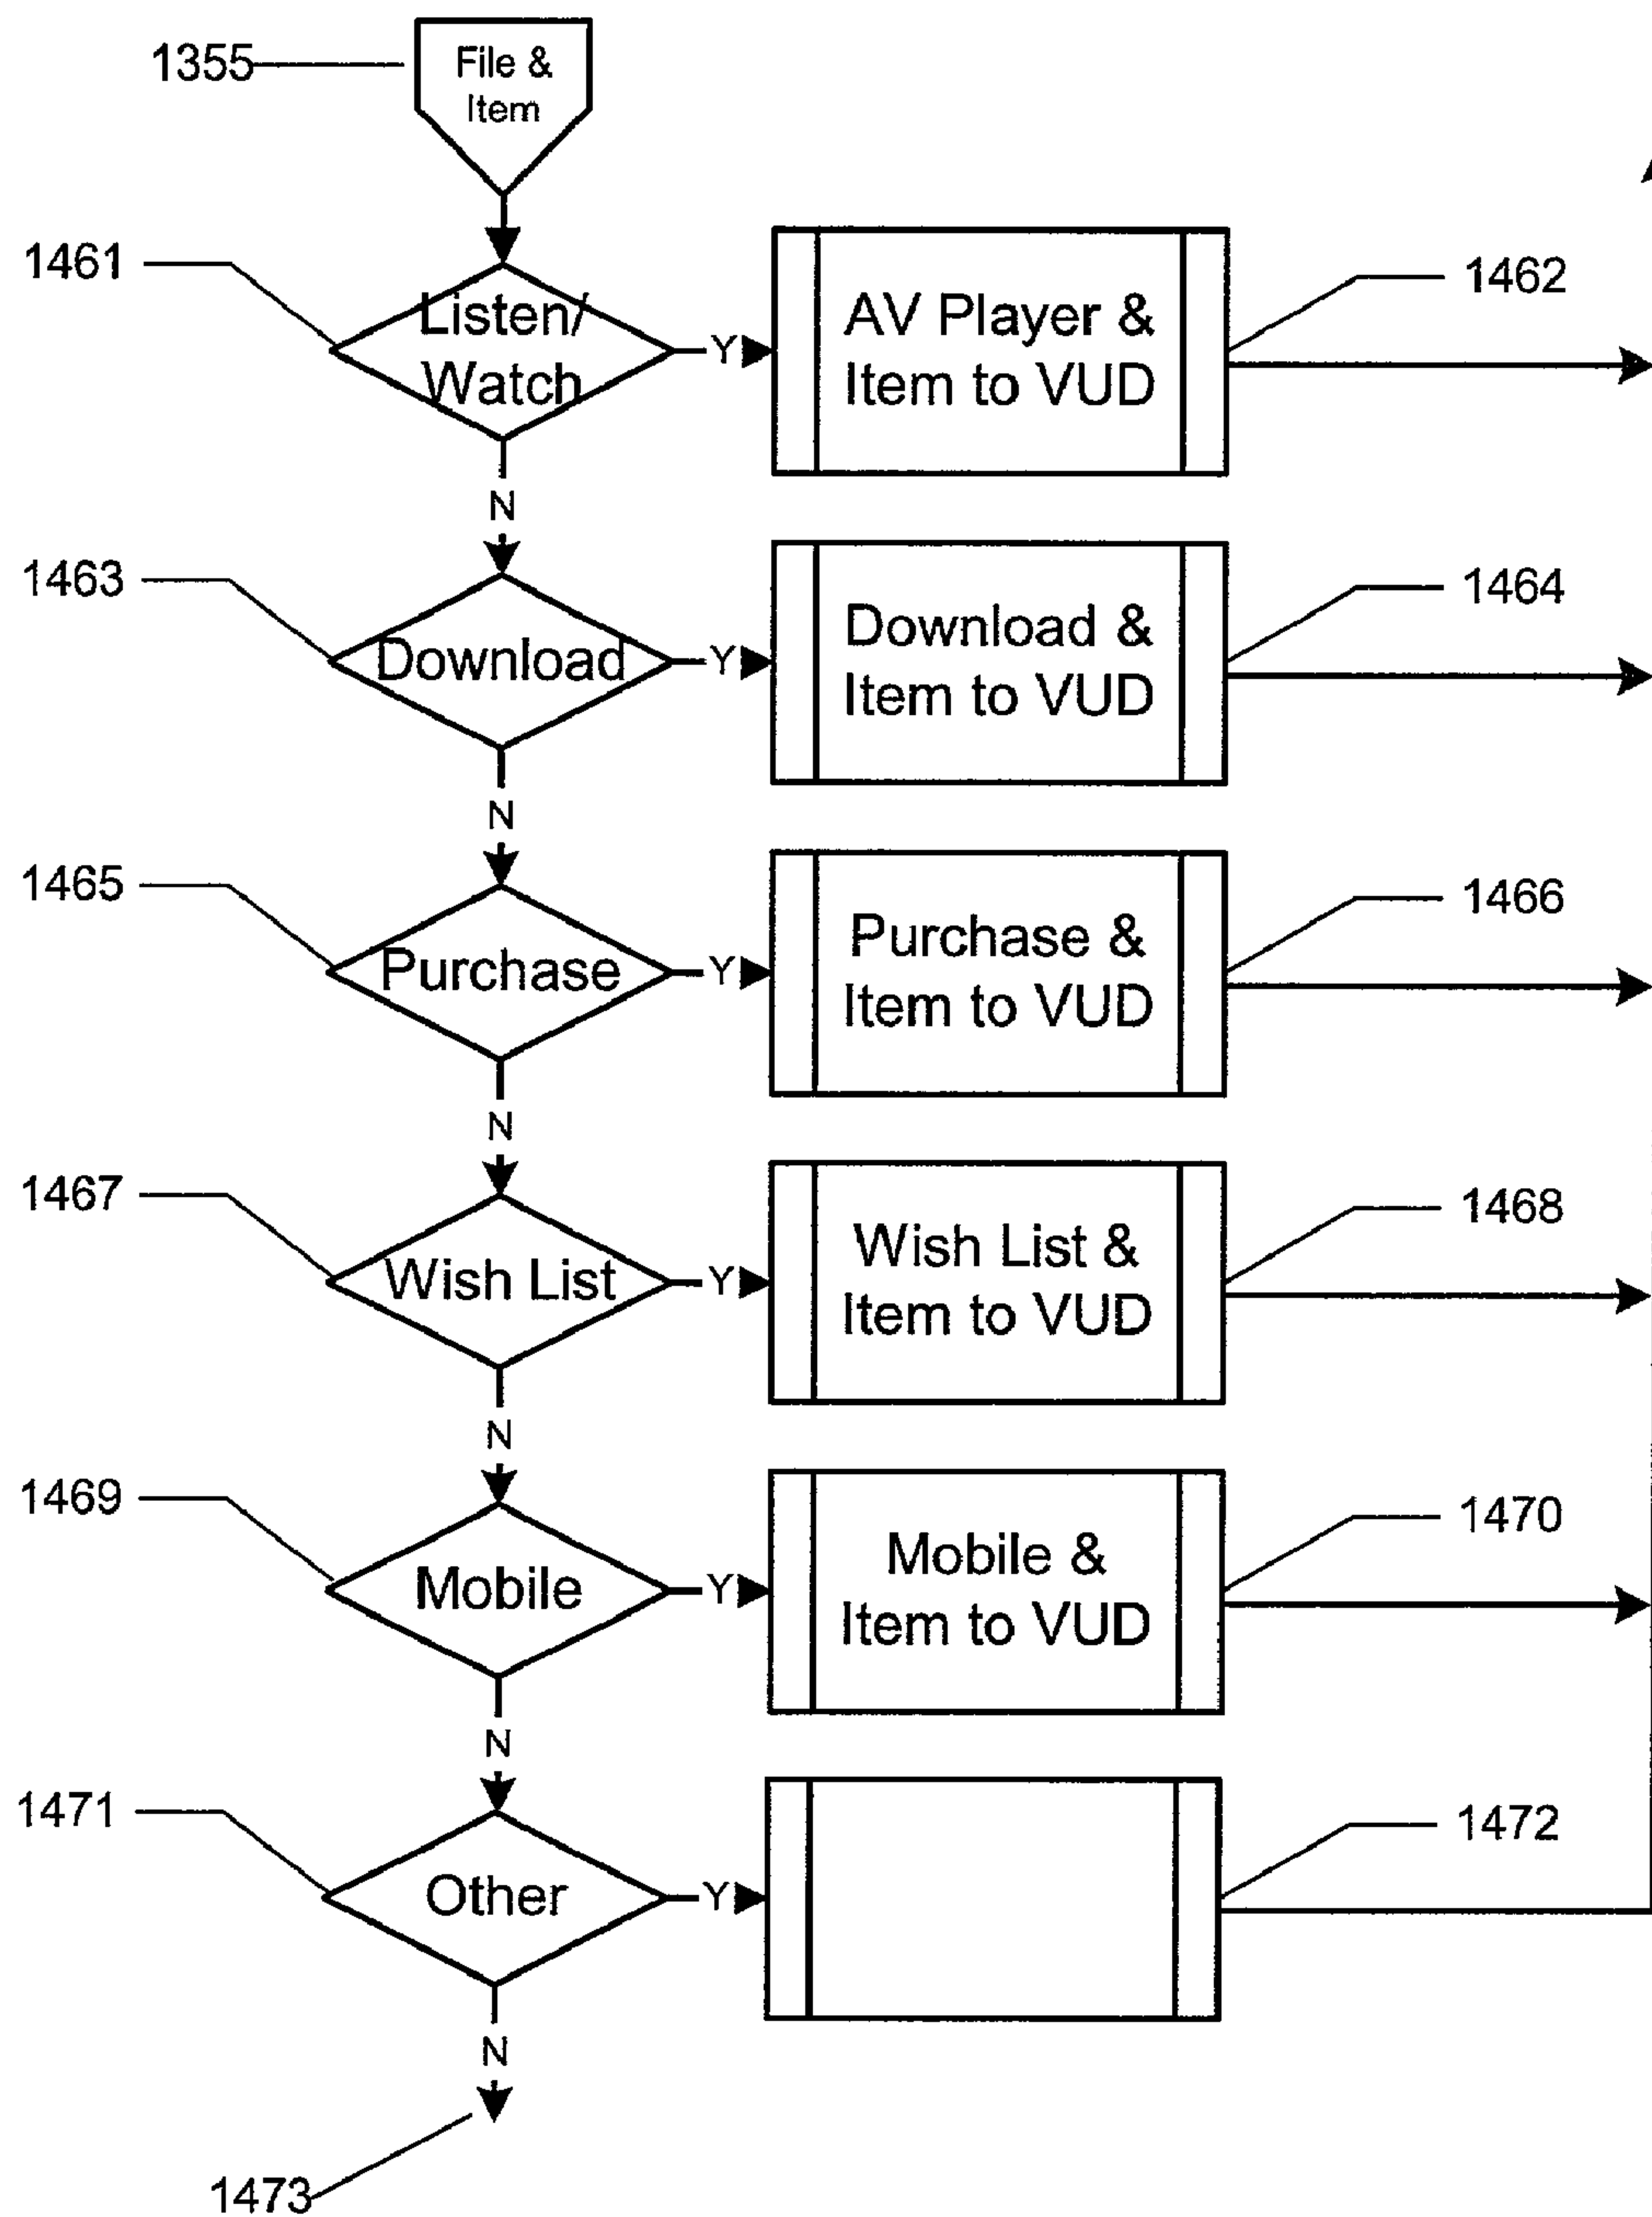 1355
File &
Item
1461
Listen/
Watch
Y
AV Player &
Item to VUD
1462
N
1463
Download
Y
Download &
Item to VUD
1464
N
1465
Purchase
Y
Purchase &
Item to VUD
1466
N
1467
Wish List
Y
Wish List &
Item to VUD
1468
N
1469
Mobile
Y
Mobile &
Item to VUD
1470
N
1471
Other
Y
1472
N
1473